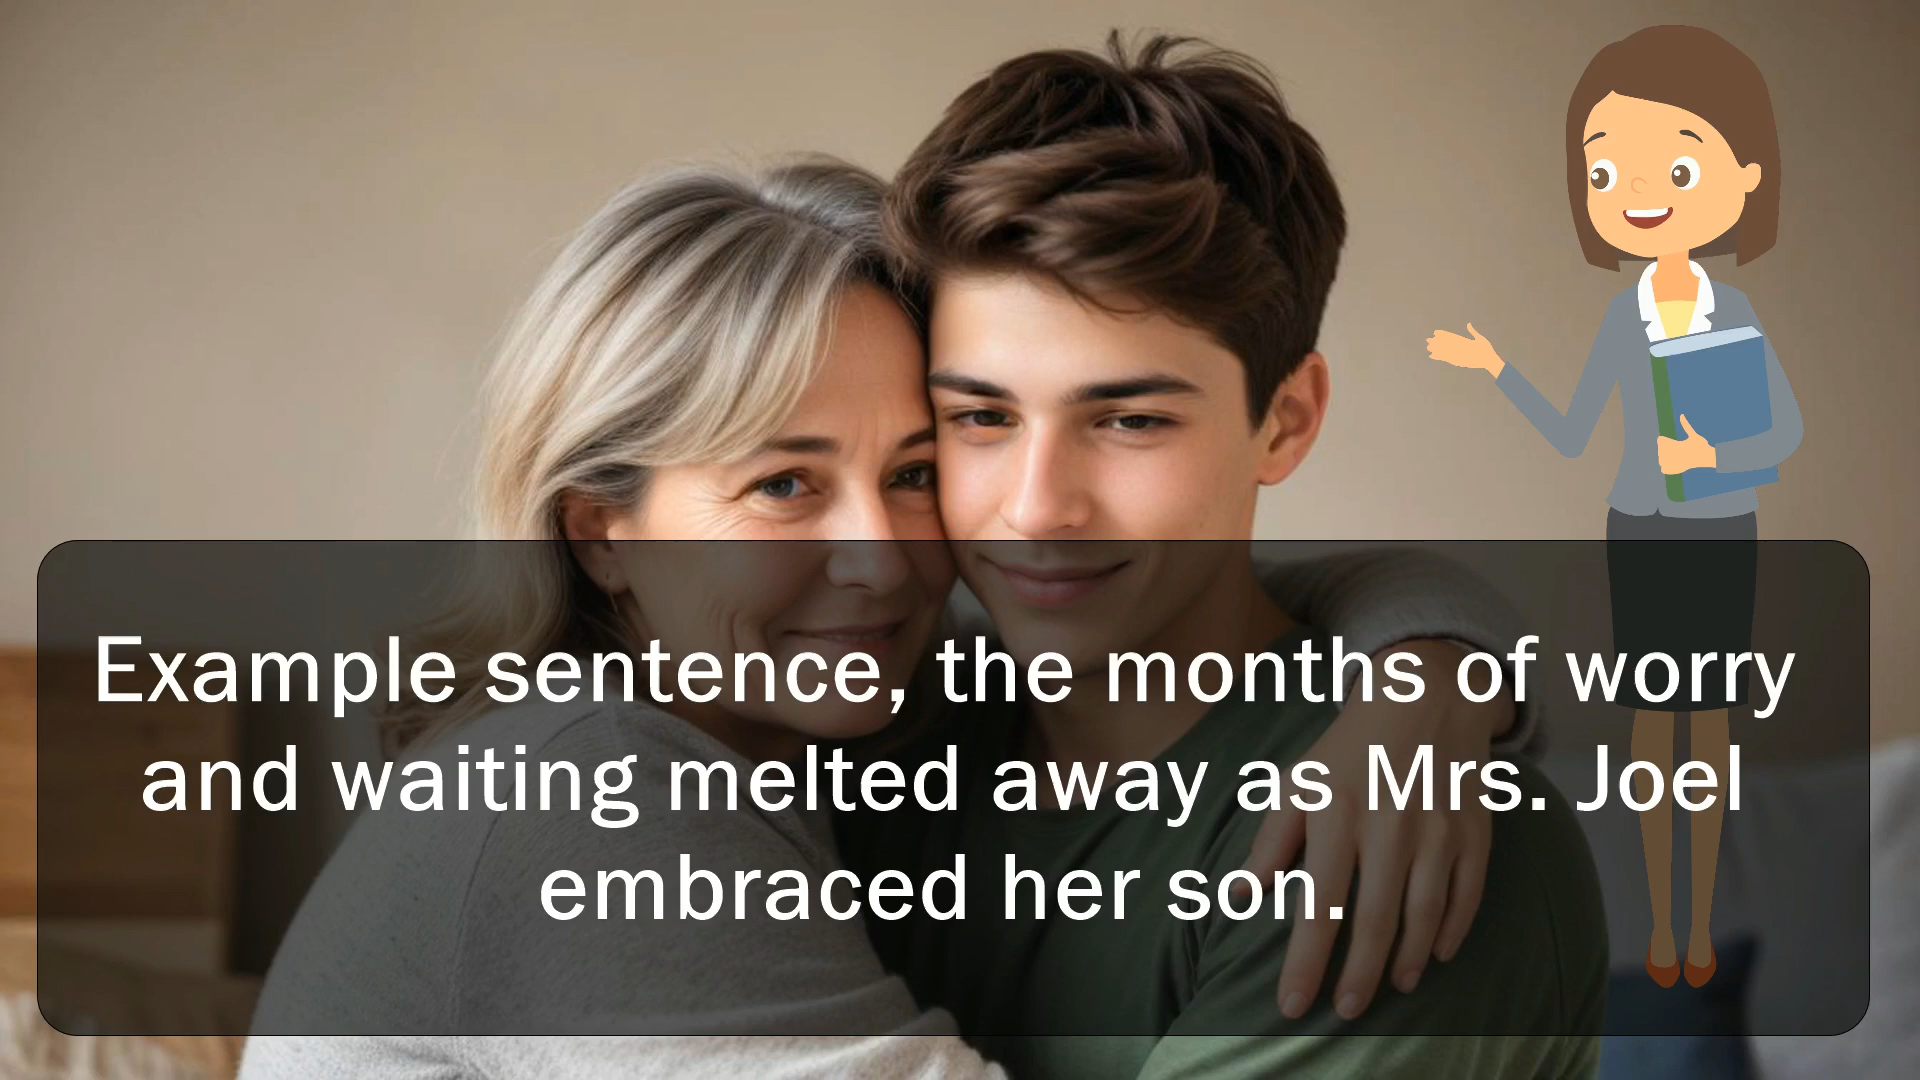 Example sentence, the months of worry
and waiting melted away as Mrs. Joel
embraced her son.